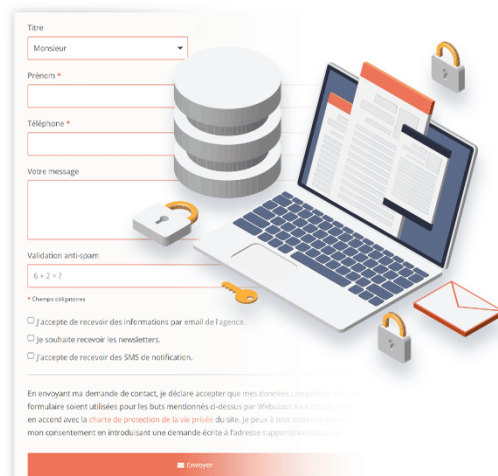 Titre
Monsieur
Prénom *
Téléphone *
Votre message
Validation anti-spam
6 + 2 = ?
* Champs obligatoires
J'accepte de recevoir des informations par email de l'agence.
Je souhaite recevoir les newsletters.
J'accepte de recevoir des SMS de notification.
En envoyant ma demande de contact, je déclare accepter que mes données
formulaire soient utilisées pour les buts mentionnés ci-dessus par Webulous Real
en accord avec la charte de protection de la vie privée du site. Je peux à tout
mon consentement en introduisant une demande écrite à l'adresse
Envoyer